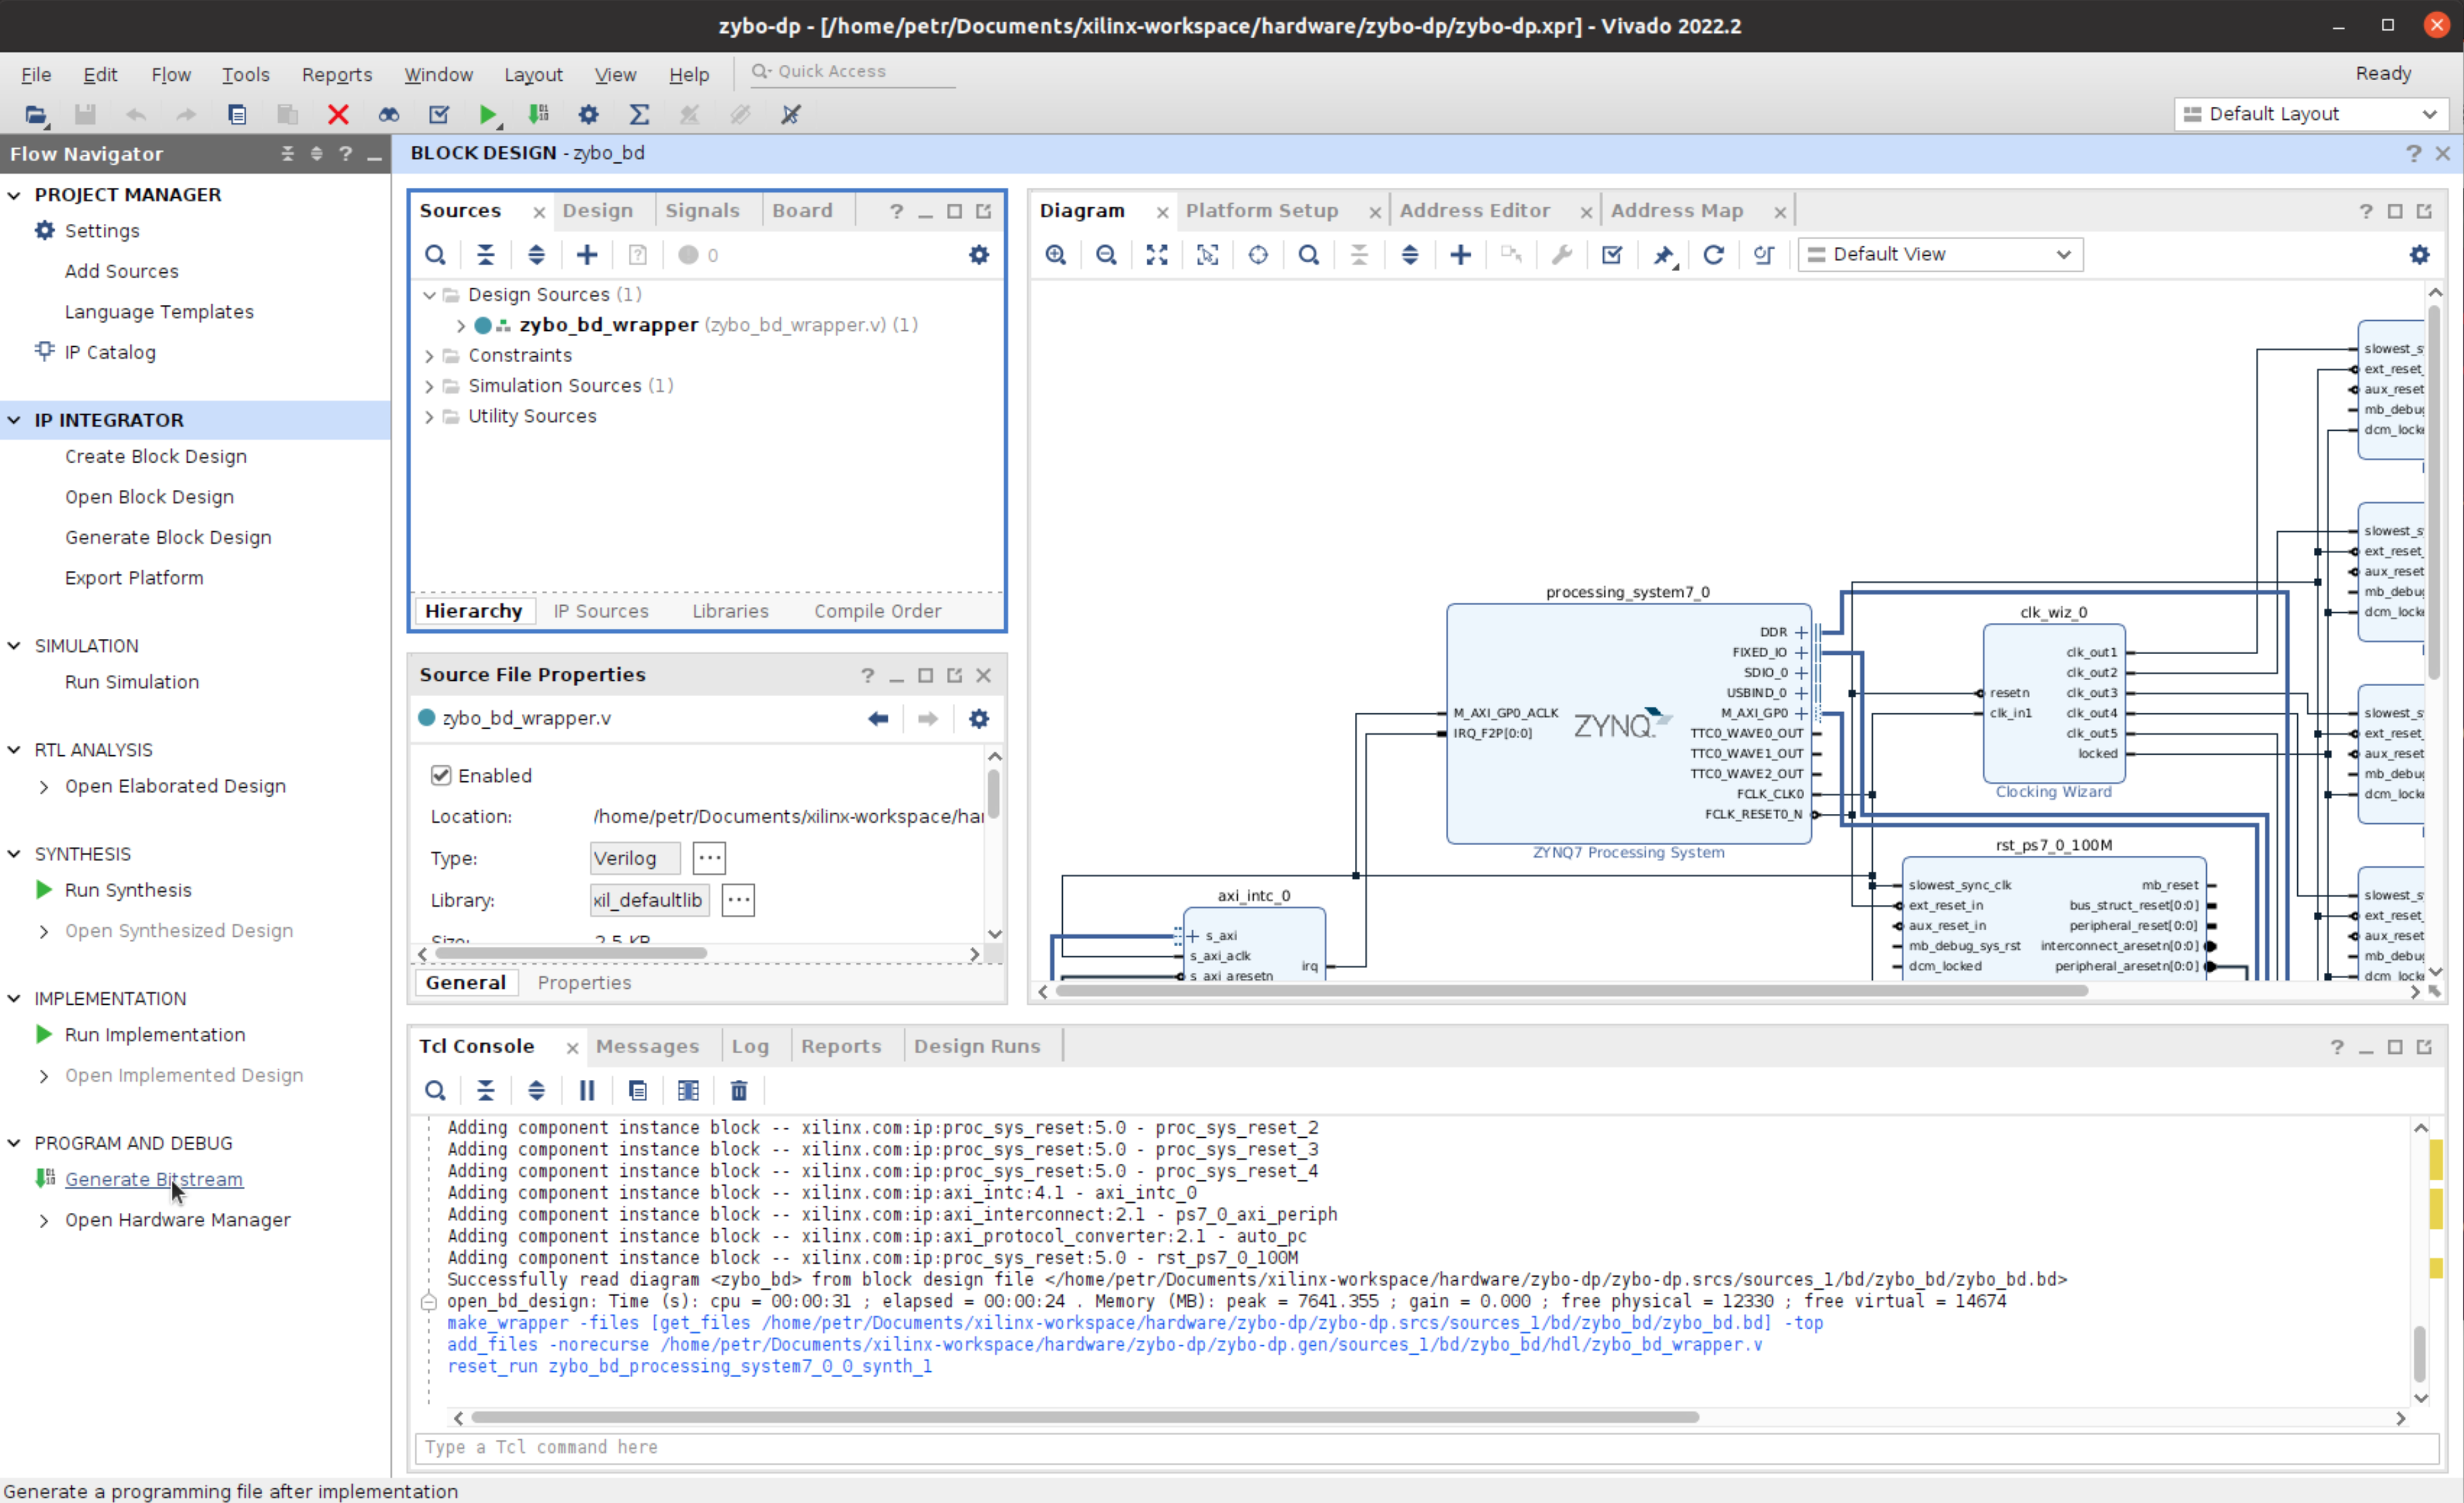 zybo-dp - [/home/petr/Documents/xilinx-workspace/hardware/zybo-dp/zybo-dp.xpr] - Vivado 2022.2
File Edit Flow Tools Reports Window Layout View Help Quick Access Ready
Default Layout
Flow Navigator
PROJECT MANAGER
Settings
Add Sources
Language Templates
IP Catalog
IP INTEGRATOR
Create Block Design
Open Block Design
Generate Block Design
Export Platform
SIMULATION
Run Simulation
RTL ANALYSIS
Open Elaborated Design
SYNTHESIS
Run Synthesis
Open Synthesized Design
IMPLEMENTATION
Run Implementation
Open Implemented Design
PROGRAM AND DEBUG
Generate Bitstream
Open Hardware Manager
BLOCK DESIGN - zybo_bd
Sources Design Signals Board
0
Design Sources (1)
zybo_bd_wrapper (zybo_bd_wrapper.v) (1)
Constraints
Simulation Sources (1)
Utility Sources
Hierarchy IP Sources Libraries Compile Order
Source File Properties
zybo_bd_wrapper.v
Enabled
Location: /home/petr/Documents/xilinx-workspace/hai
Type: Verilog
Library: xil_defaultlib
Size: 2.5 KB
General Properties
Diagram Platform Setup Address Editor Address Map
Default View
processing_system7_0
M_AXI_GP0_ACLK
IRQ_F2P[0:0]
ZYNQ
DDR
FIXED_IO
SDIO_0
USBIND_0
M_AXI_GP0
TTC0_WAVE0_OUT
TTC0_WAVE1_OUT
TTC0_WAVE2_OUT
FCLK_CLK0
FCLK_RESET0_N
ZYNQ7 Processing System
axi_intc_0
s_axi
s_axi_aclk
s_axi_aresetn
irq
clk_wiz_0
resetn
clk_in1
clk_out1
clk_out2
clk_out3
clk_out4
clk_out5
locked
Clocking Wizard
rst_ps7_0_100M
slowest_sync_clk
ext_reset_in
aux_reset_in
mb_debug_sys_rst
dcm_locked
mb_reset
bus_struct_reset[0:0]
peripheral_reset[0:0]
interconnect_aresetn[0:0]
peripheral_aresetn[0:0]
slowest_s
ext_reset_
aux_reset
mb_debu
dcm_lock
slowest_s
ext_reset_
aux_reset
mb_debu
dcm_lock
slowest_s
ext_reset_
aux_reset
mb_debu
dcm_lock
slowest_s
ext_reset_
aux_reset
mb_debu
dcm_lock
Tcl Console Messages Log Reports Design Runs
Adding component instance block -- xilinx.com:ip:proc_sys_reset:5.0 - proc_sys_reset_2
Adding component instance block -- xilinx.com:ip:proc_sys_reset:5.0 - proc_sys_reset_3
Adding component instance block -- xilinx.com:ip:proc_sys_reset:5.0 - proc_sys_reset_4
Adding component instance block -- xilinx.com:ip:axi_intc:4.1 - axi_intc_0
Adding component instance block -- xilinx.com:ip:axi_interconnect:2.1 - ps7_0_axi_periph
Adding component instance block -- xilinx.com:ip:axi_protocol_converter:2.1 - auto_pc
Adding component instance block -- xilinx.com:ip:proc_sys_reset:5.0 - rst_ps7_0_100M
Successfully read diagram <zybo_bd> from block design file </home/petr/Documents/xilinx-workspace/hardware/zybo-dp/zybo-dp.srcs/sources_1/bd/zybo_bd/zybo_bd.bd>
open_bd_design: Time (s): cpu = 00:00:31 ; elapsed = 00:00:24 . Memory (MB): peak = 7641.355 ; gain = 0.000 ; free physical = 12330 ; free virtual = 14674
make_wrapper -files [get_files /home/petr/Documents/xilinx-workspace/hardware/zybo-dp/zybo-dp.srcs/sources_1/bd/zybo_bd/zybo_bd.bd] -top
add_files -norecurse /home/petr/Documents/xilinx-workspace/hardware/zybo-dp/zybo-dp.gen/sources_1/bd/zybo_bd/hdl/zybo_bd_wrapper.v
reset_run zybo_bd_processing_system7_0_0_synth_1
Type a Tcl command here
Generate a programming file after implementation